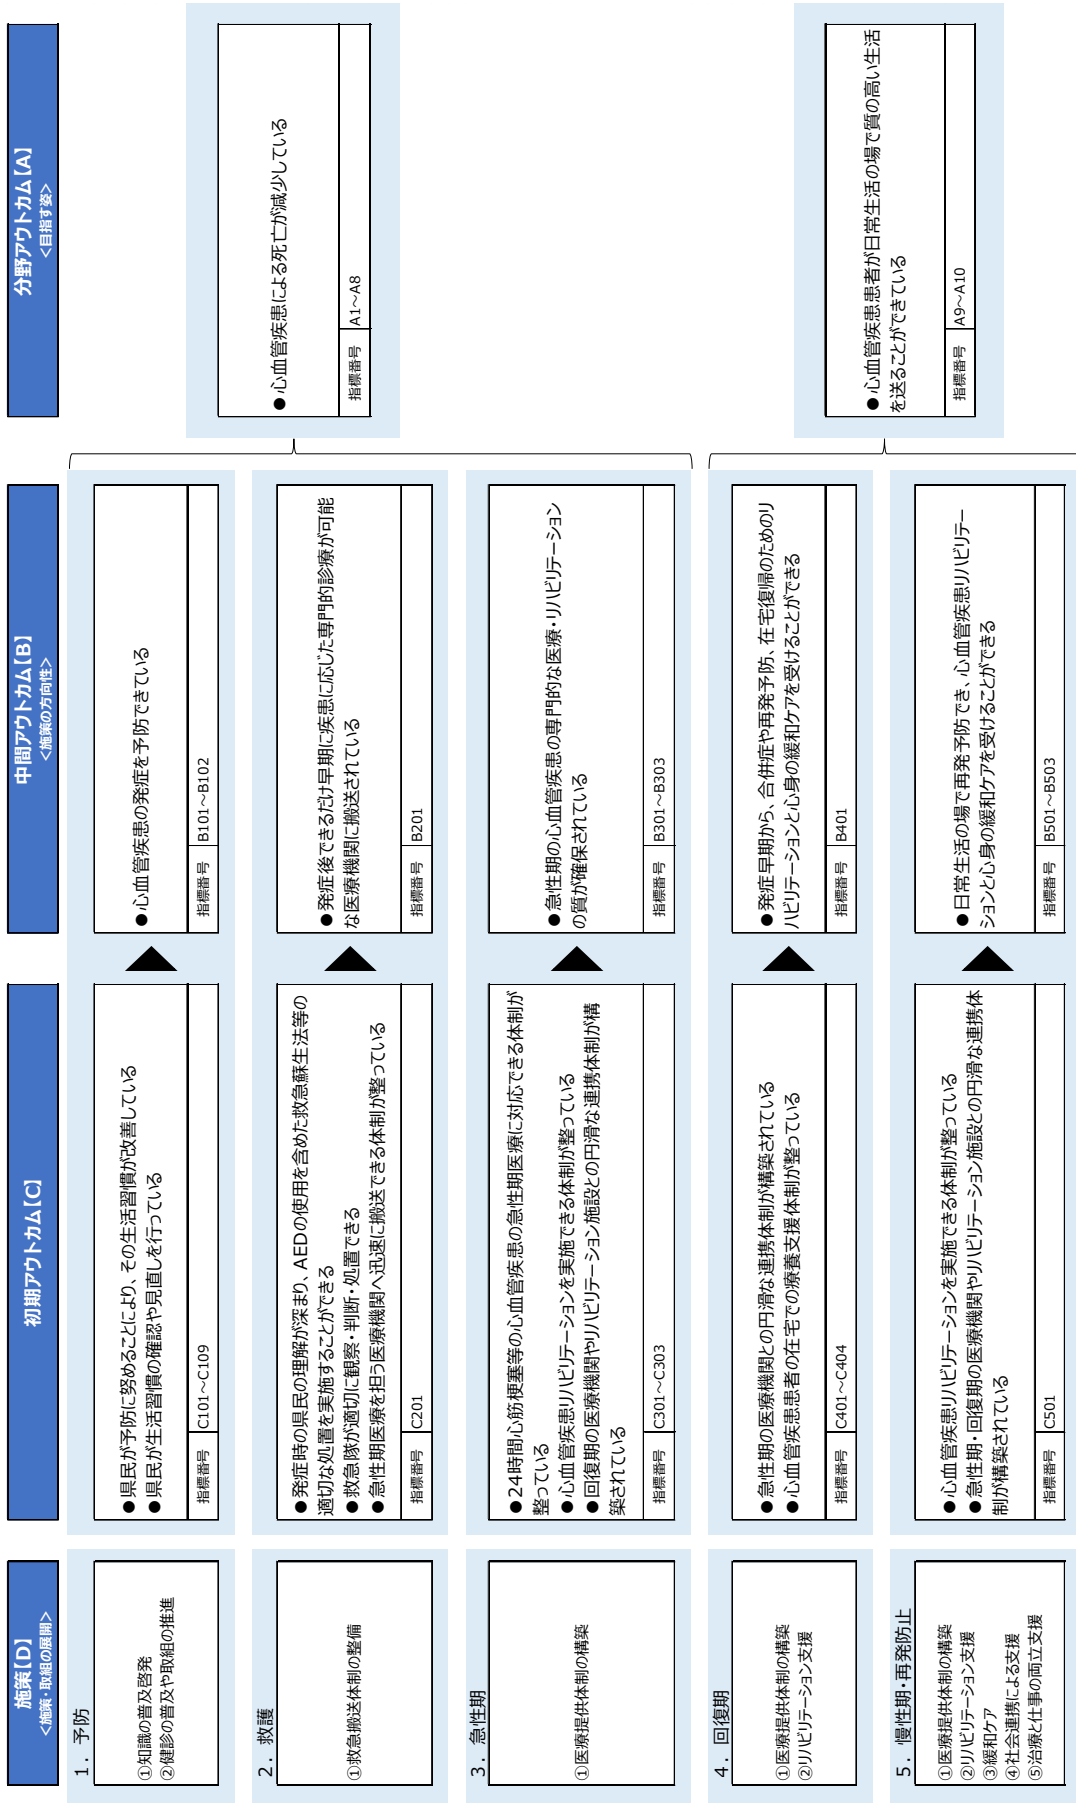 施策【D】
<施策・取組の展開>
初期アウトカム【C】
中間アウトカム【B】
<施策の方向性>
分野アウトカム【A】
<目指す姿>
1．予防
①知識の普及啓発
②健診の普及や取組の推進
●県民が予防に努めることにより、その生活習慣が改善している
●県民が生活習慣の確認や見直しを行っている
指標番号 C101～C109
●心血管疾患の発症を予防できている
指標番号 B101～B102
2．救護
①救急搬送体制の整備
●発症時の県民の理解が深まり、AEDの使用を含めた救急蘇生法等の
適切な処置を実施することができる
●救急隊が適切に観察・判断・処置できる
●急性期医療を担う医療機関へ迅速に搬送できる体制が整っている
指標番号 C201
●発症後できるだけ早期に疾患に応じた専門的診療が可能
な医療機関に搬送されている
指標番号 B201
3．急性期
①医療提供体制の構築
●24時間心筋梗塞等の心血管疾患の急性期医療に対応できる体制が
整っている
●心血管疾患リハビリテーションを実施できる体制が整っている
●回復期の医療機関やリハビリテーション施設との円滑な連携体制が構
築されている
指標番号 C301～C303
●急性期の心血管疾患の専門的な医療・リハビリテーション
の質が確保されている
指標番号 B301～B303
●心血管疾患による死亡が減少している
指標番号 A1～A8
4．回復期
①医療提供体制の構築
②リハビリテーション支援
●急性期の医療機関との円滑な連携体制が構築されている
●心血管疾患患者の在宅での療養支援体制が整っている
指標番号 C401～C404
●発症早期から、合併症や再発予防、在宅復帰のためのリ
ハビリテーションと心身の緩和ケアを受けることができる
指標番号 B401
5．慢性期・再発防止
①医療提供体制の構築
②リハビリテーション支援
③緩和ケア
④社会連携による支援
⑤治療と仕事の両立支援
●心血管疾患リハビリテーションを実施できる体制が整っている
●急性期・回復期の医療機関やリハビリテーション施設との円滑な連携体
制が構築されている
指標番号 C501
●日常生活の場で再発予防でき、心血管疾患リハビリテー
ションと心身の緩和ケアを受けることができる
指標番号 B501～B503
●心血管疾患患者が日常生活の場で質の高い生活
を送ることができている
指標番号 A9～A10